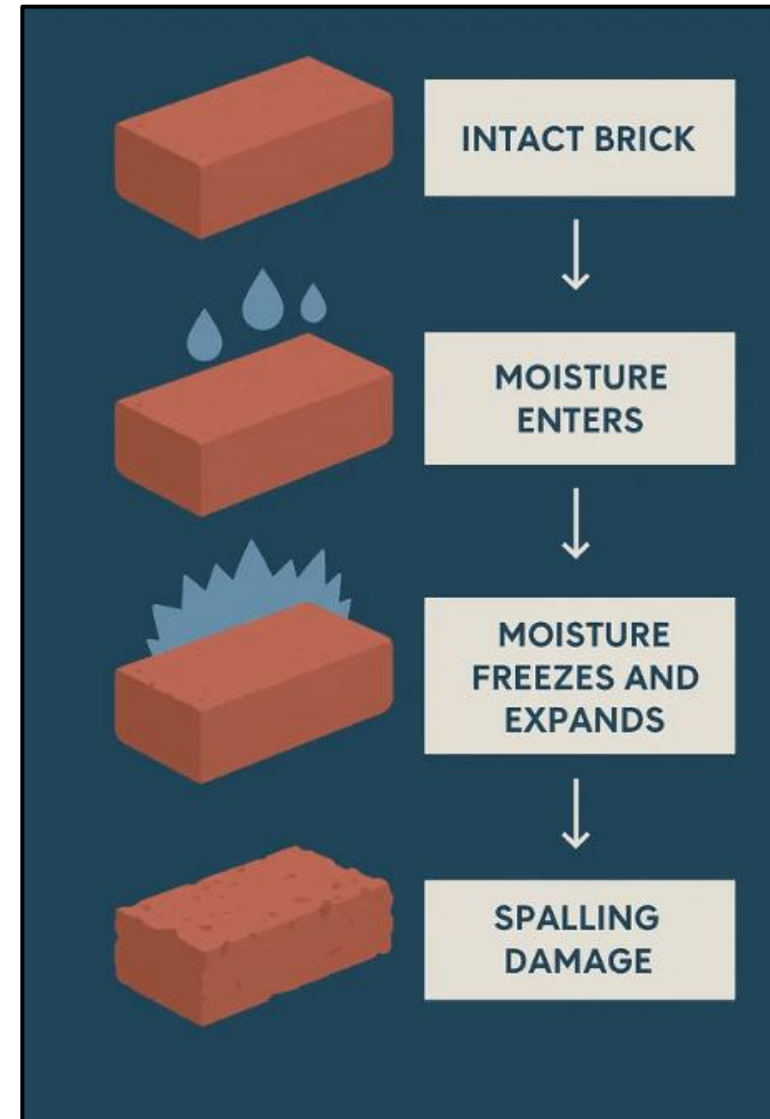 INTACT BRICK
MOISTURE
ENTERS
MOISTURE
FREEZES AND
EXPANDS
SPALLING
DAMAGE